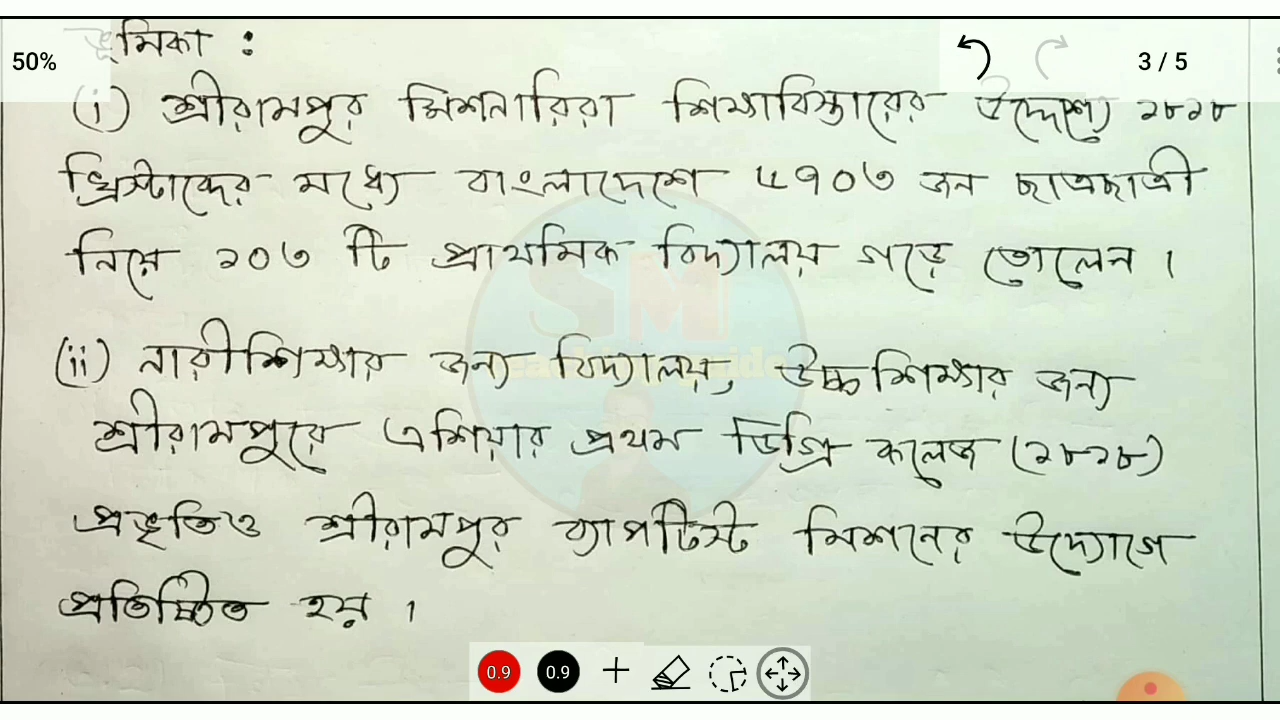 ভূমিকা :
50%
3 / 5
(i) শ্রীরামপুর মিশনারিরা শিক্ষাবিস্তারের উদ্দেশ্যে ১৮১৮
খ্রিস্টাব্দের মধ্যে বাংলাদেশে ৬৭০৩ জন ছাত্রছাত্রী
নিয়ে ১০৩ টি প্রাথমিক বিদ্যালয় গড়ে তোলেন ।
SM
(ii) নারীশিক্ষার জন্য বিদ্যালয়, উচ্চশিক্ষার জন্য
শ্রীরামপুরে এশিয়ার প্রথম ডিগ্রি কলেজ (১৮১৮)
প্রভৃতিও শ্রীরামপুর ব্যাপটিস্ট মিশনের উদ্যোগে
প্রতিষ্ঠিত হয় ।
0.9 0.9